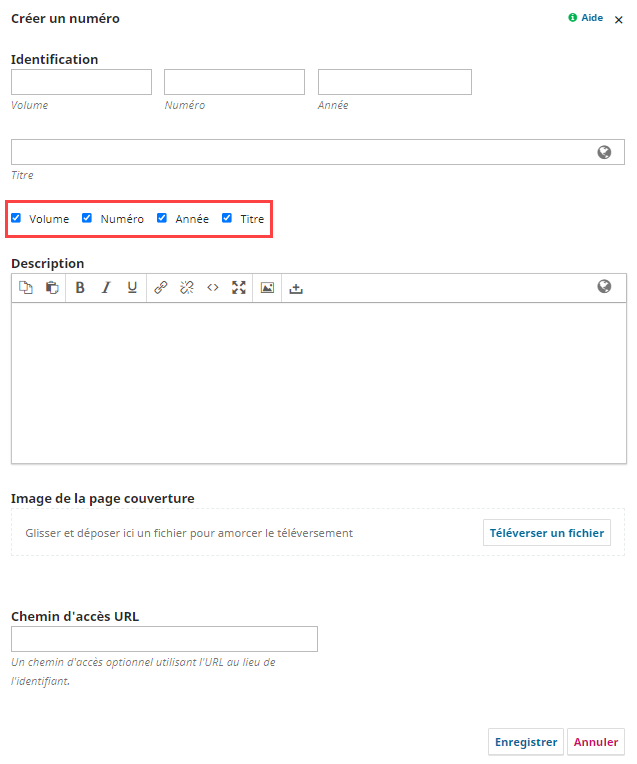 Créer un numéro
Aide ×
Identification
Volume Numéro Année
Titre
Volume Numéro Année Titre
Description
B I U
Image de la page couverture
Glisser et déposer ici un fichier pour amorcer le téléversement Téléverser un fichier
Chemin d'accès URL
Un chemin d'accès optionnel utilisant l'URL au lieu de
l'identifiant.
Enregistrer Annuler